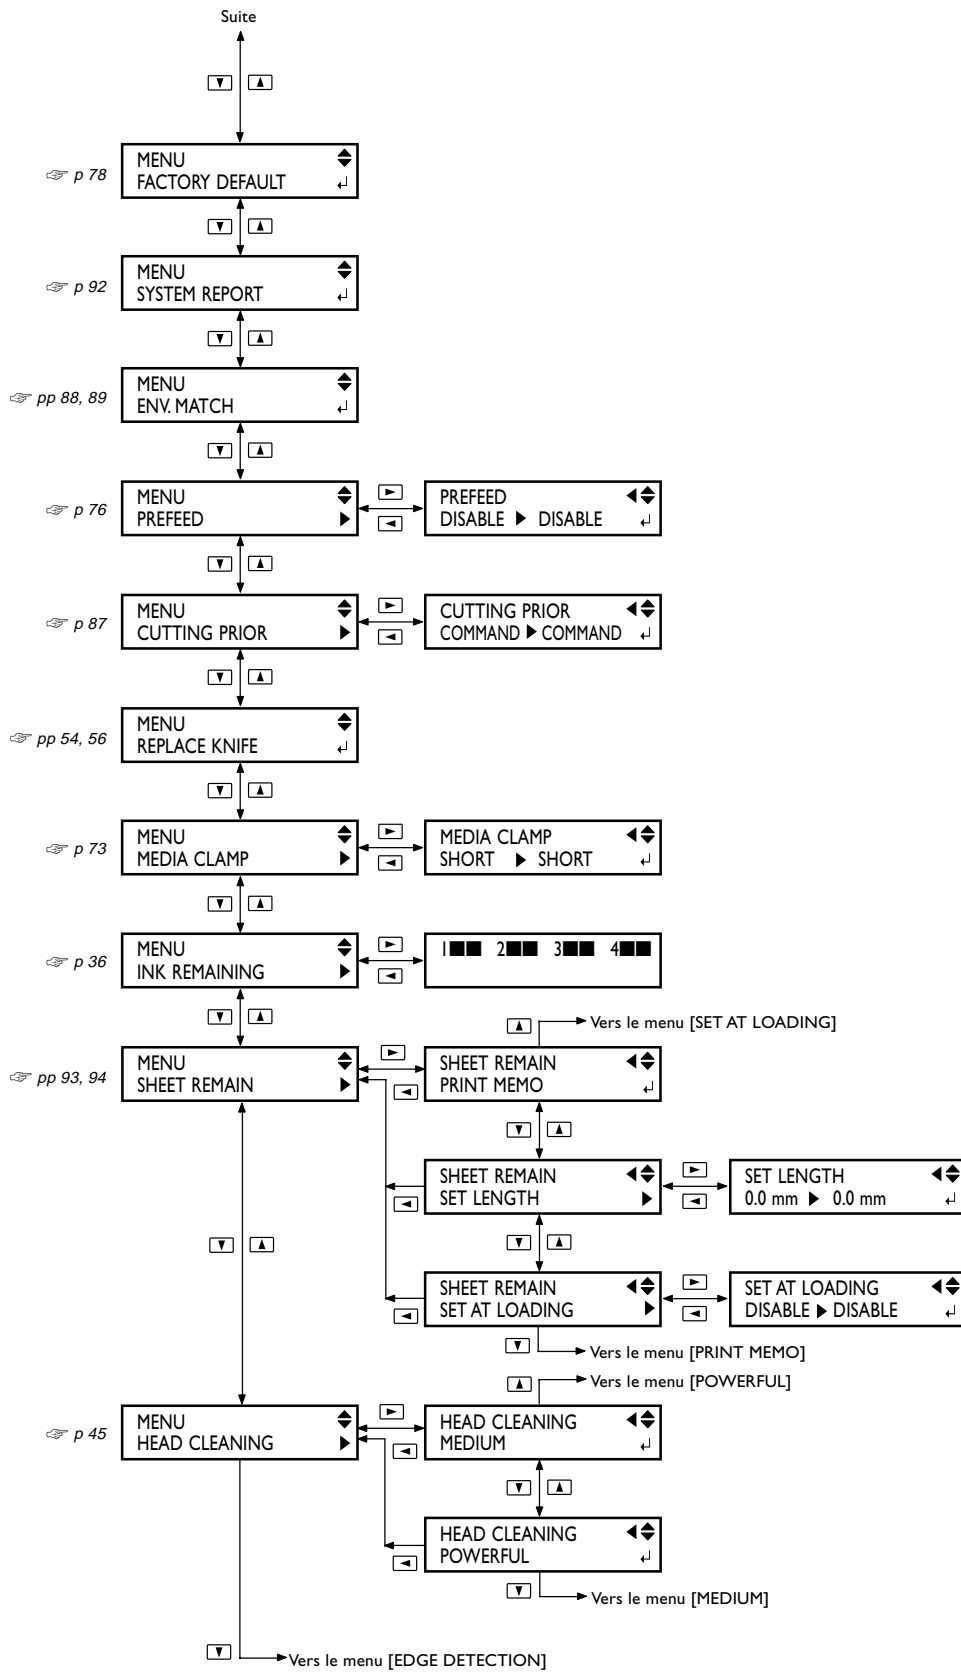 Suite
☞ p 78
MENU
FACTORY DEFAULT
☞ p 92
MENU
SYSTEM REPORT
☞ pp 88, 89
MENU
ENV. MATCH
☞ p 76
MENU
PREFEED
PREFEED
DISABLE ▶ DISABLE
☞ p 87
MENU
CUTTING PRIOR
CUTTING PRIOR
COMMAND ▶ COMMAND
☞ pp 54, 56
MENU
REPLACE KNIFE
☞ p 73
MENU
MEDIA CLAMP
MEDIA CLAMP
SHORT ▶ SHORT
☞ p 36
MENU
INK REMAINING
1■■ 2■■ 3■■ 4■■
Vers le menu [SET AT LOADING]
☞ pp 93, 94
MENU
SHEET REMAIN
SHEET REMAIN
PRINT MEMO
SHEET REMAIN
SET LENGTH
SET LENGTH
0.0 mm ▶ 0.0 mm
SHEET REMAIN
SET AT LOADING
SET AT LOADING
DISABLE ▶ DISABLE
Vers le menu [PRINT MEMO]
Vers le menu [POWERFUL]
☞ p 45
MENU
HEAD CLEANING
HEAD CLEANING
MEDIUM
HEAD CLEANING
POWERFUL
Vers le menu [MEDIUM]
Vers le menu [EDGE DETECTION]